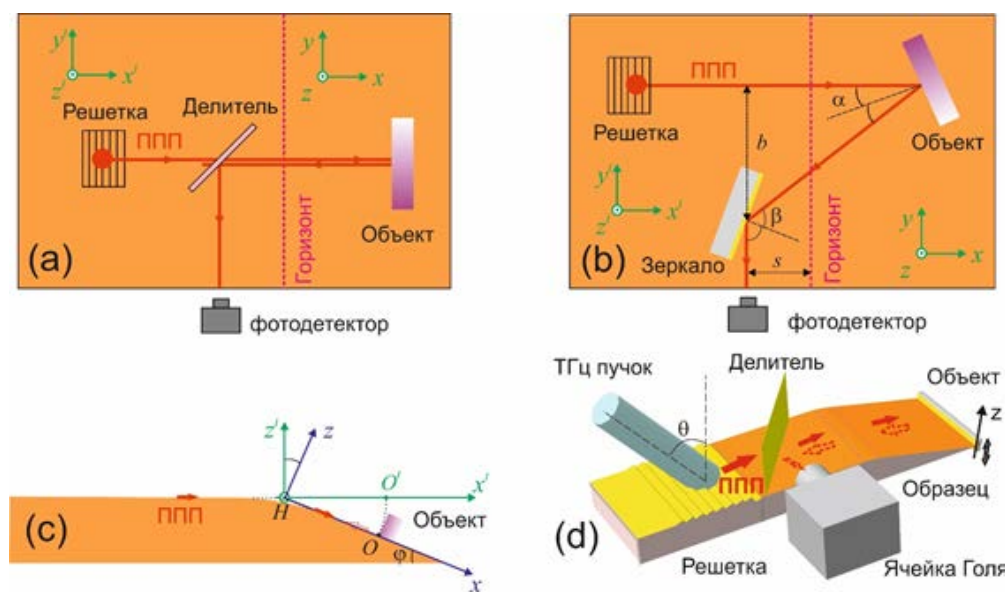 y^I
x^I
z^I
y
x
z
Решетка
Делитель
ППП
Горизонт
Объект
(a)
фотодетектор
ППП
Решетка
α
Объект
b
y^I
x^I
z^I
β
Зеркало
s
Горизонт
y
x
z
(b)
фотодетектор
z^I
z
O^I
x^I
ППП
H
Объект
O
φ
x
(c)
ТГц пучок
Делитель
Объект
θ
z
ППП
Образец
(d)
Решетка
Ячейка Голя